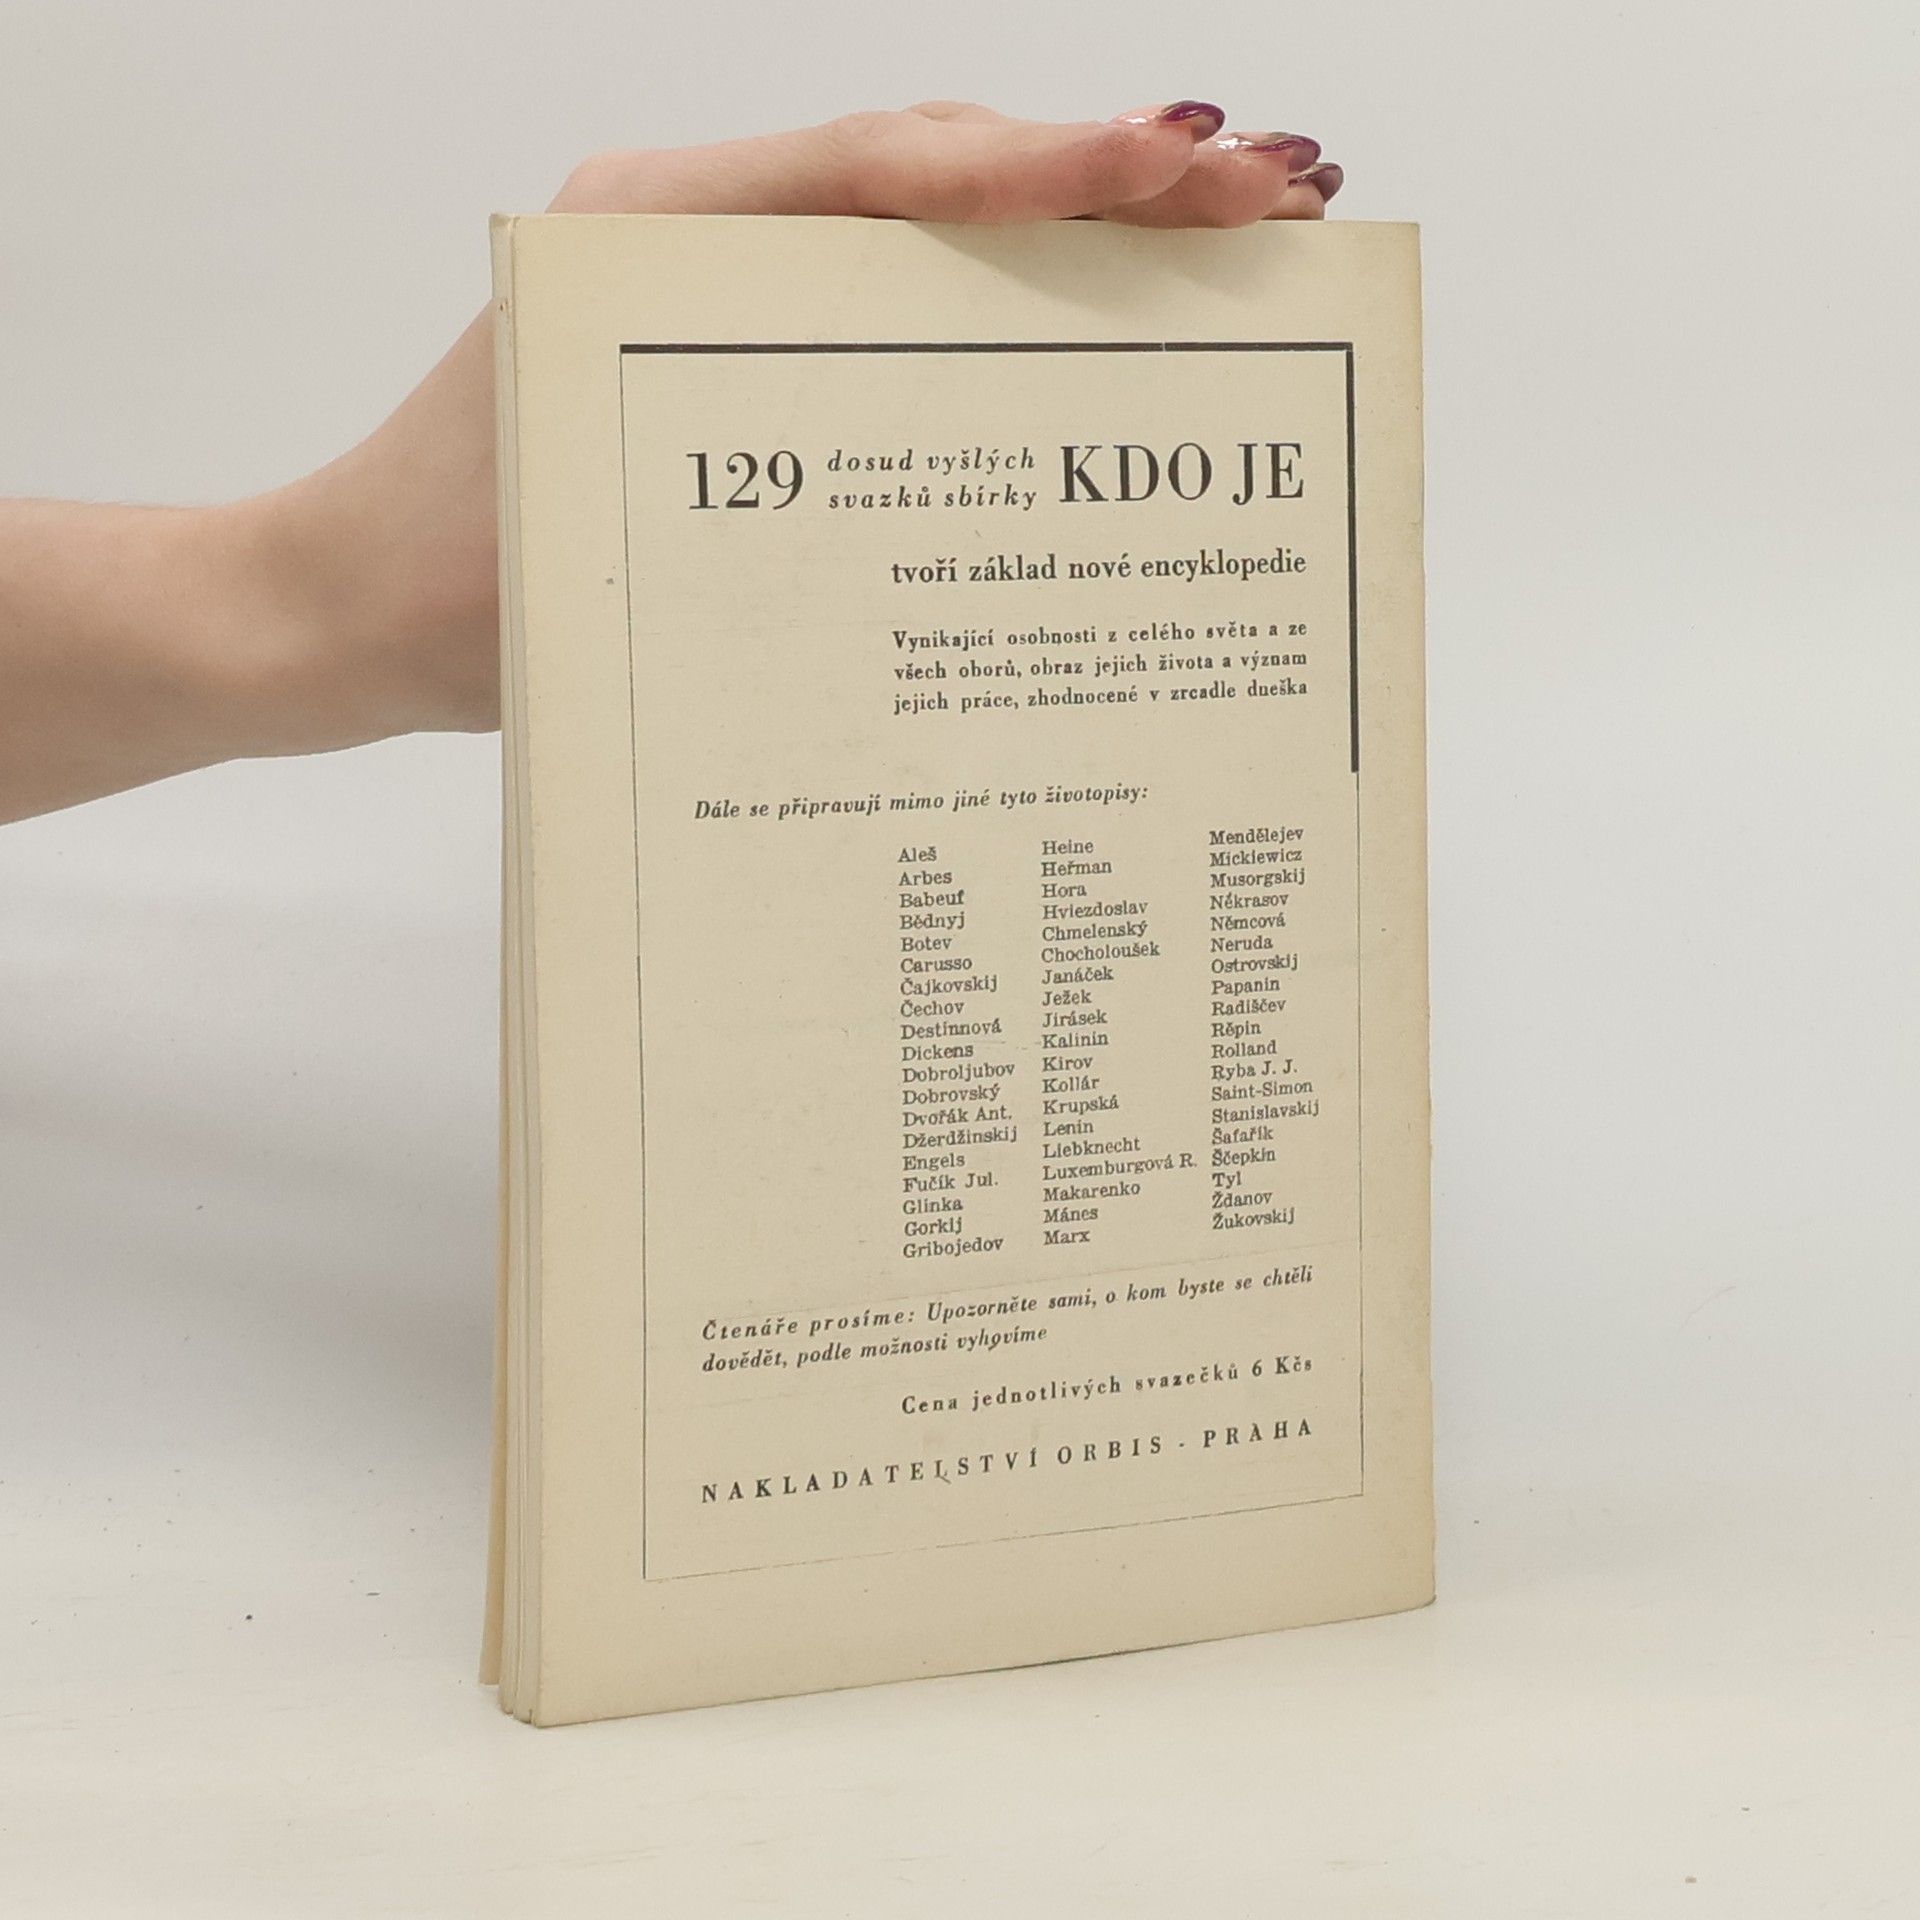 129 dosud vyšlých svazků sbírky KDO JE
tvoří základ nové encyklopedie
Vynikající osobnosti z celého světa a ze
všech oborů, obraz jejich života a význam
jejich práce, zhodnocené v zrcadle dneška
Dále se připravují mimo jiné tyto životopisy:
Aleš
Arbes
Babeuf
Bědnyj
Botev
Carusso
Čajkovskij
Čechov
Destinnová
Dickens
Dobroljubov
Dobrovský
Dvořák Ant.
Džerdžinskij
Engels
Fučík Jul.
Glinka
Gorkij
Gribojedov
Heine
Heřman
Hora
Hviezdoslav
Chmelenský
Chocholoušek
Janáček
Ježek
Jirásek
Kalinin
Kirov
Kollár
Krupská
Lenin
Liebknecht
Luxemburgová R.
Makarenko
Mánes
Marx
Mendělejev
Mickiewicz
Musorgskij
Někrasov
Němcová
Neruda
Ostrovskij
Papanin
Radiščev
Rěpin
Rolland
Ryba J. J.
Saint-Simon
Stanislavskij
Šafařík
Ščepkin
Tyl
Ždanov
Žukovskij
Čtenáře prosíme: Upozorněte sami, o kom byste se chtěli
dovědět, podle možnosti vyhovíme
Cena jednotlivých svazečků 6 Kčs
NAKLADATELSTVÍ ORBIS - PRAHA